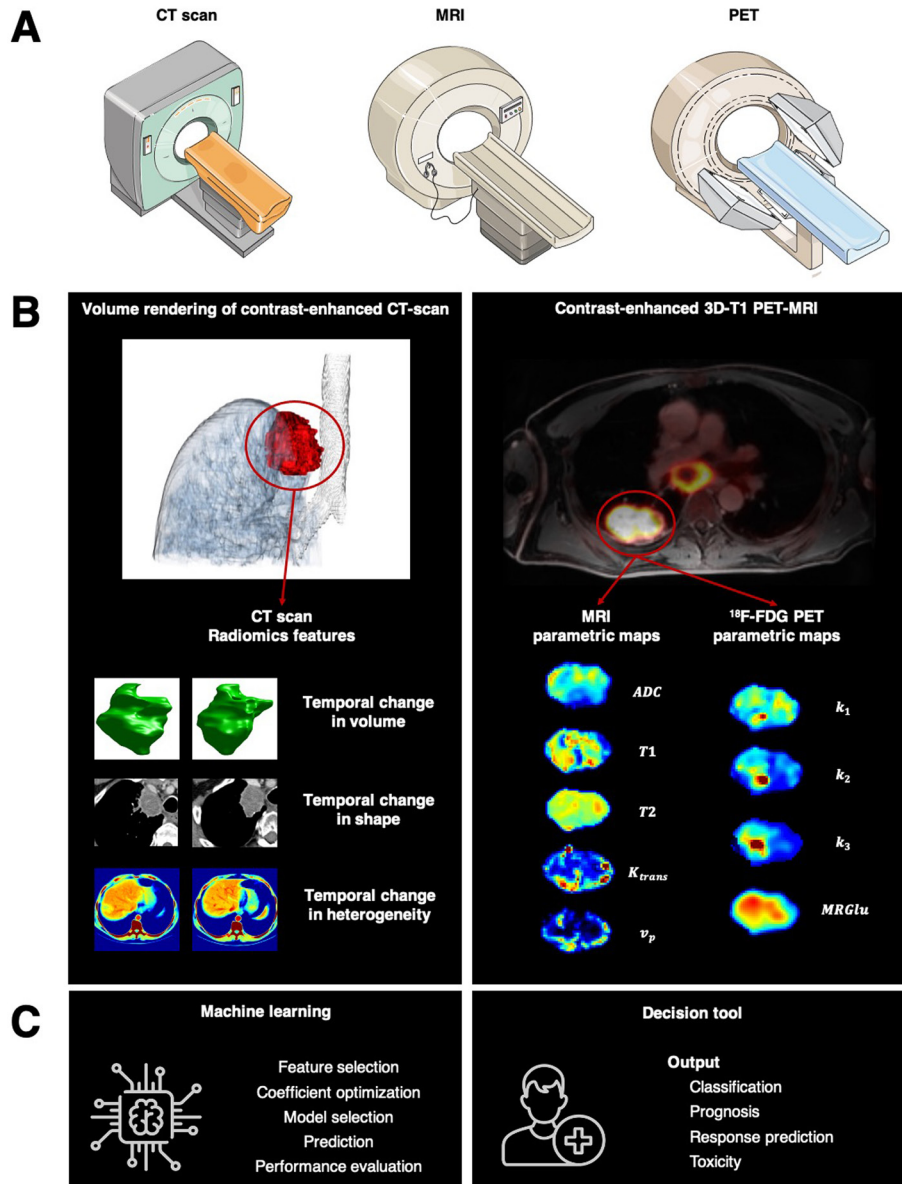 A
CT scan
MRI
PET
B
Volume rendering of contrast-enhanced CT-scan
Contrast-enhanced 3D-T1 PET-MRI
CT scan
Radiomics features
MRI
parametric maps
¹⁸F-FDG PET
parametric maps
Temporal change
in volume
Temporal change
in shape
Temporal change
in heterogeneity
ADC
T1
T2
K_trans
v_p
k₁
k₂
k₃
MRGlu
C
Machine learning
Feature selection
Coefficient optimization
Model selection
Prediction
Performance evaluation
Decision tool
Output
Classification
Prognosis
Response prediction
Toxicity